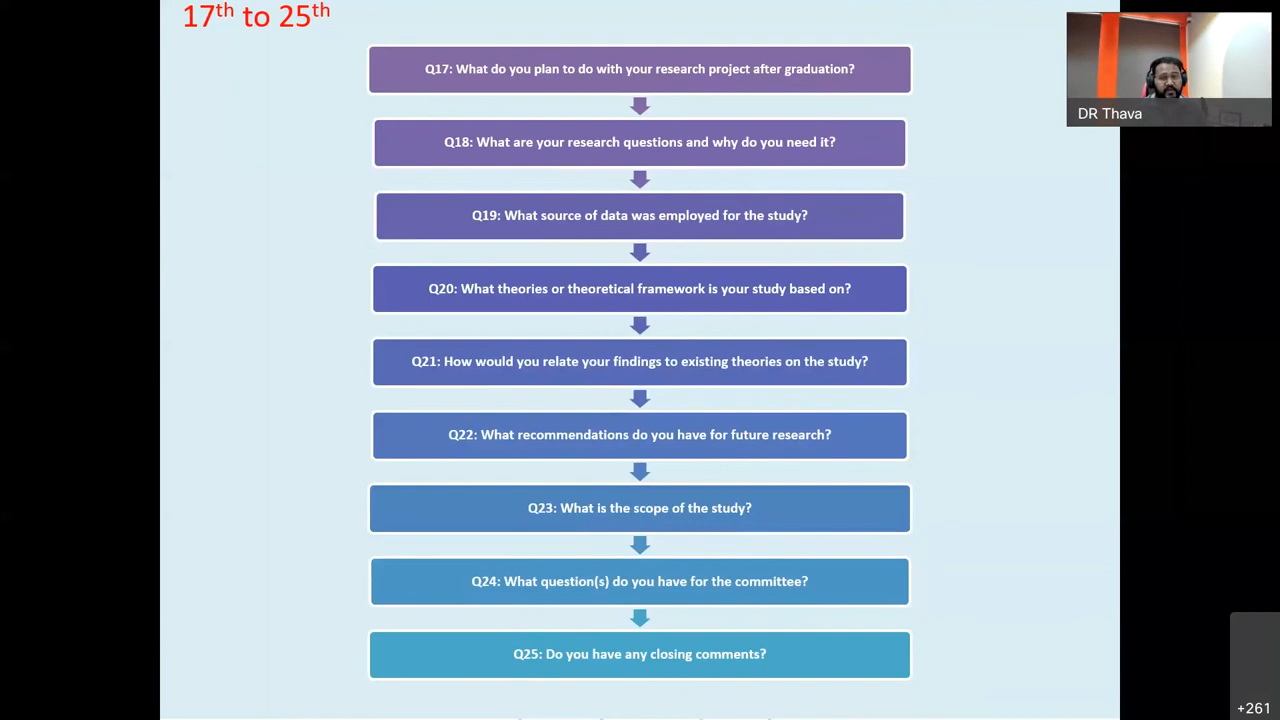 17th to 25th
Q17: What do you plan to do with your research project after graduation?
DR Thava
Q18: What are your research questions and why do you need it?
Q19: What source of data was employed for the study?
Q20: What theories or theoretical framework is your study based on?
Q21: How would you relate your findings to existing theories on the study?
Q22: What recommendations do you have for future research?
Q23: What is the scope of the study?
Q24: What question(s) do you have for the committee?
Q25: Do you have any closing comments?
+261